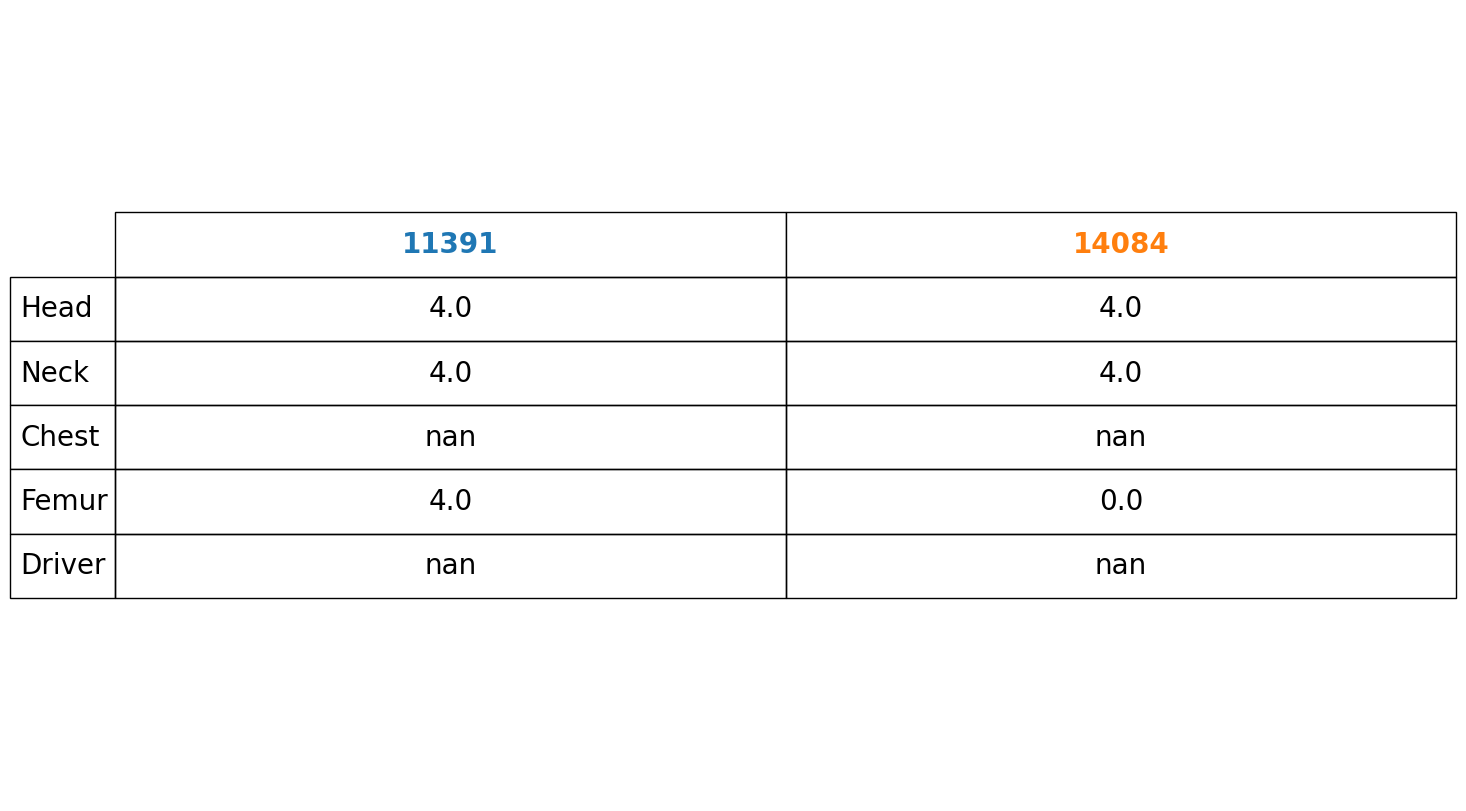 11391 14084
Head 4.0 4.0
Neck 4.0 4.0
Chest nan nan
Femur 4.0 0.0
Driver nan nan